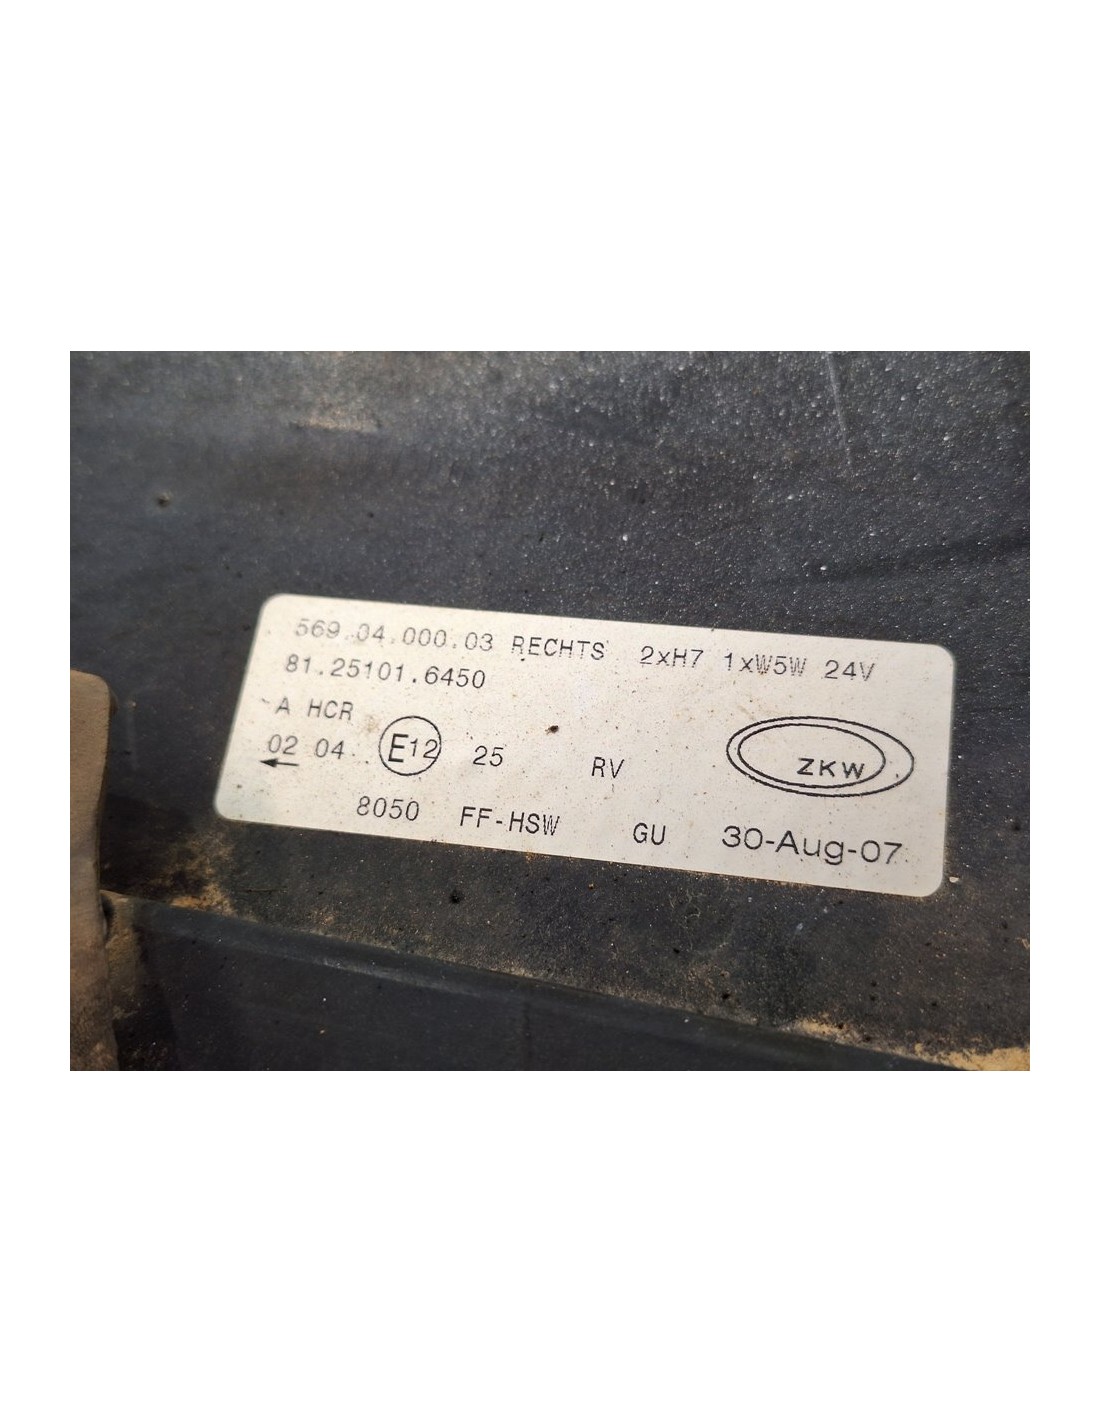 569.04.000.03 RECHTS 2xH7 1xW5W 24V
81.25101.6450
A HCR
02 04 E12 25 RV ZKW
8050 FF-HSW GU 30-Aug-07